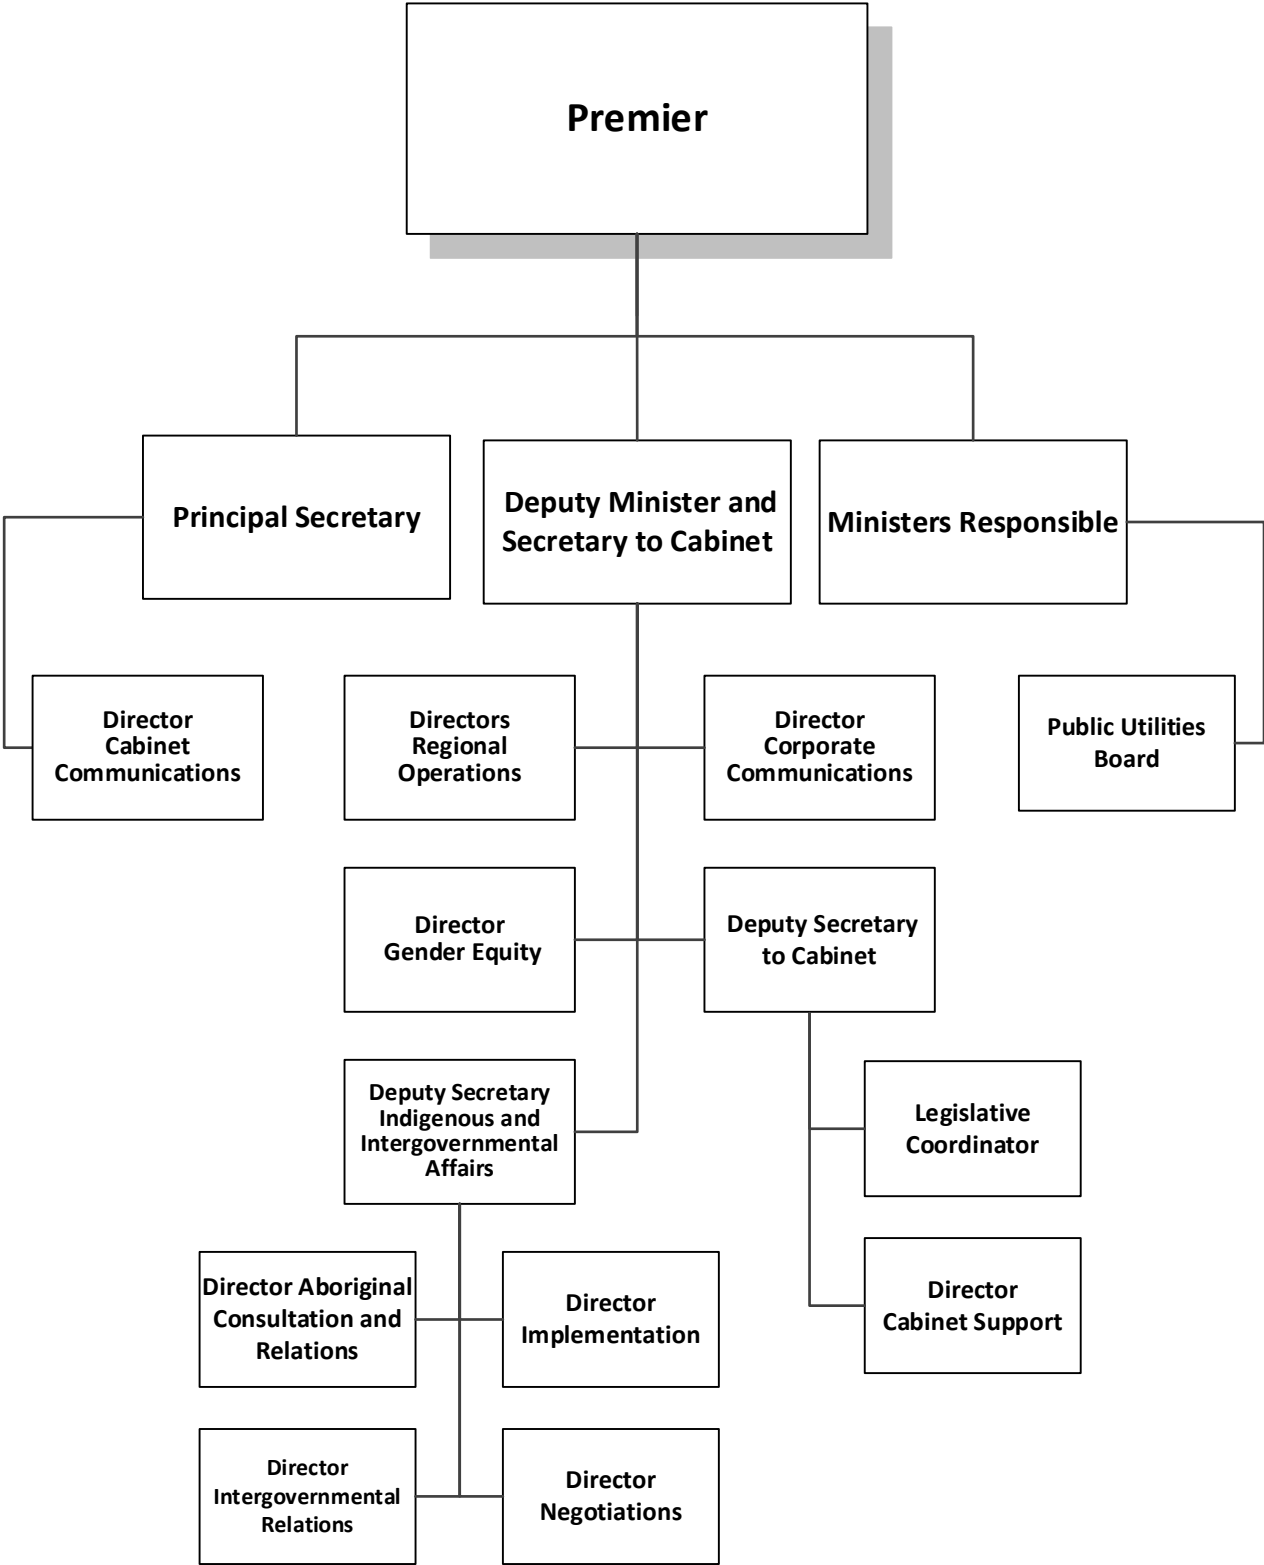 Premier
Principal Secretary
Deputy Minister and
Secretary to Cabinet
Ministers Responsible
Director
Cabinet
Communications
Directors
Regional
Operations
Director
Corporate
Communications
Public Utilities
Board
Director
Gender Equity
Deputy Secretary
to Cabinet
Deputy Secretary
Indigenous and
Intergovernmental
Affairs
Legislative
Coordinator
Director Aboriginal
Consultation and
Relations
Director
Implementation
Director
Cabinet Support
Director
Intergovernmental
Relations
Director
Negotiations